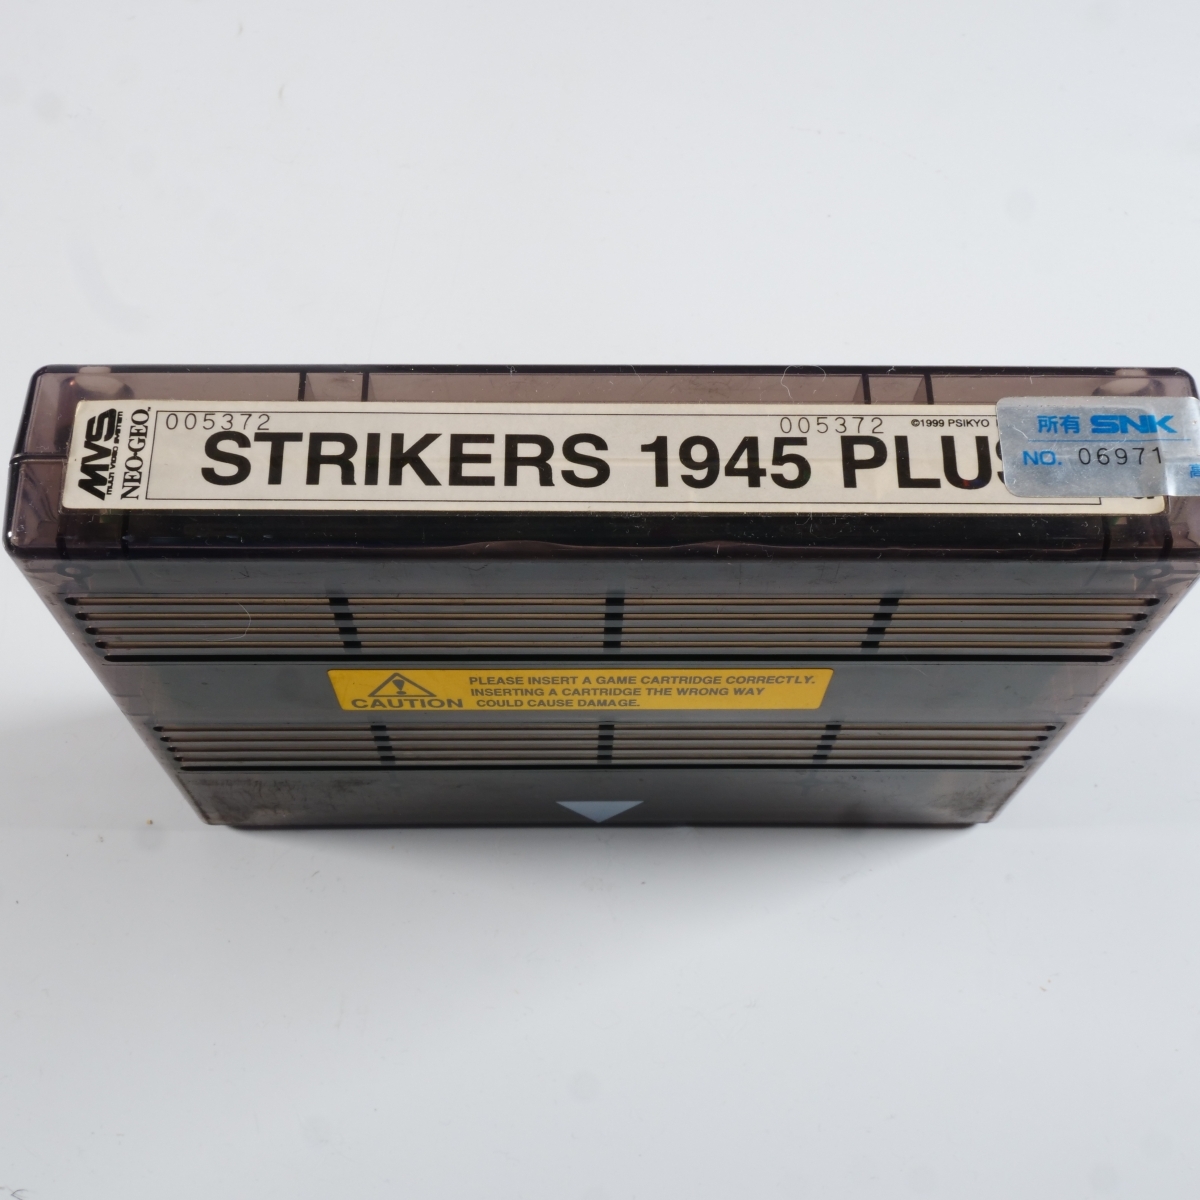 MVS
MULTI VIDEO SYSTEM
NEO·GEO™
005372
005372
©1999 PSIKYO
STRIKERS 1945 PLUS
所有 SNK
NO. 06971
CAUTION
PLEASE INSERT A GAME CARTRIDGE CORRECTLY.
INSERTING A CARTRIDGE THE WRONG WAY
COULD CAUSE DAMAGE.